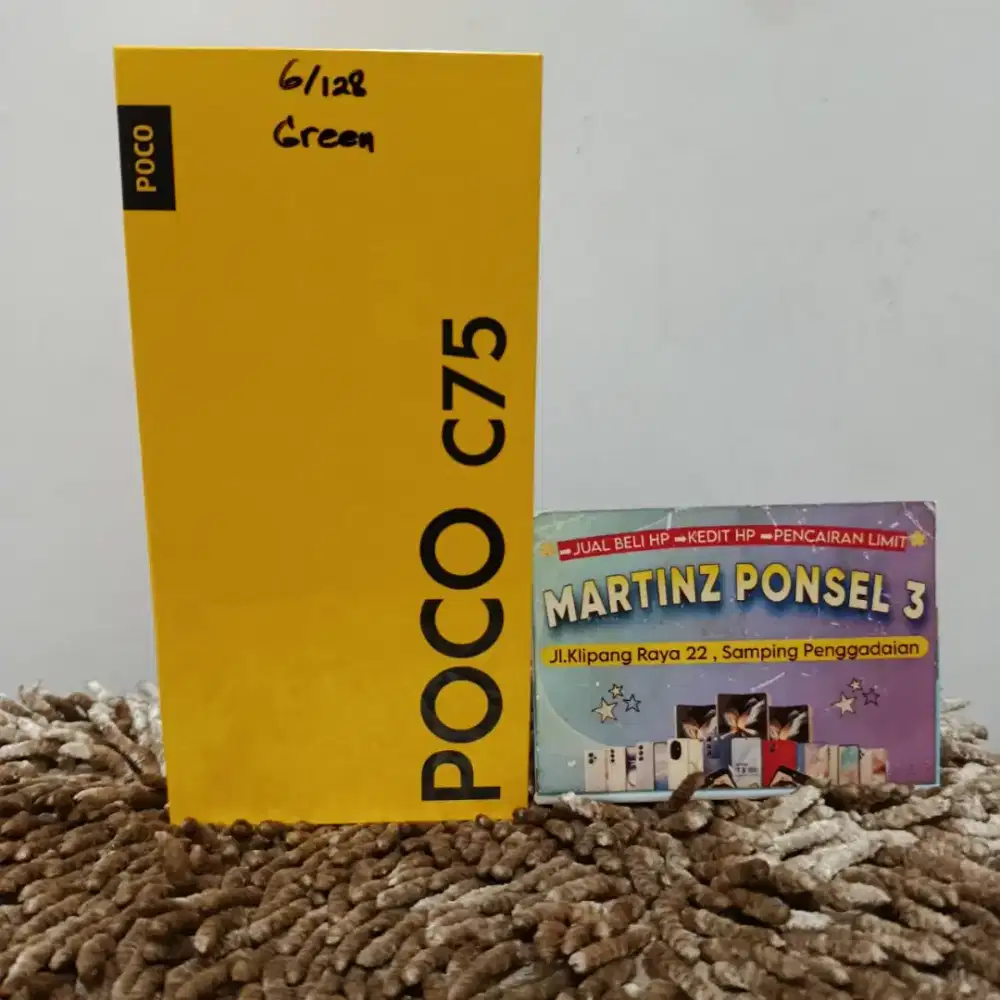 6/128
Green
POCO
POCO C75
JUAL BELI HP KEDIT HP PENCAIRAN LIMIT
MARTINZ PONSEL 3
Jl.Klipang Raya 22 , Samping Penggadaian